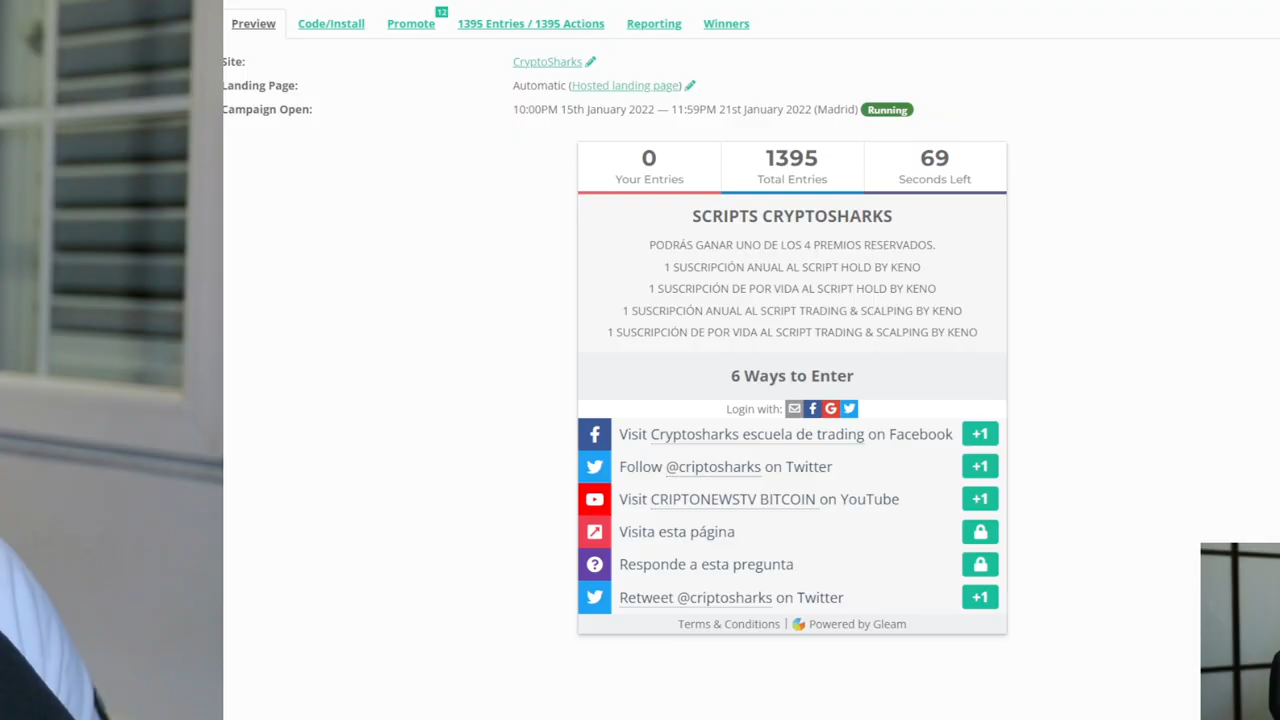 Preview Code/Install Promote 12 1395 Entries / 1395 Actions Reporting Winners
Site: CryptoSharks
Landing Page: Automatic (Hosted landing page)
Campaign Open: 10:00PM 15th January 2022 — 11:59PM 21st January 2022 (Madrid) Running
0 1395 69
Your Entries Total Entries Seconds Left
SCRIPTS CRYPTOSHARKS
PODRÁS GANAR UNO DE LOS 4 PREMIOS RESERVADOS.
1 SUSCRIPCIÓN ANUAL AL SCRIPT HOLD BY KENO
1 SUSCRIPCIÓN DE POR VIDA AL SCRIPT HOLD BY KENO
1 SUSCRIPCIÓN ANUAL AL SCRIPT TRADING & SCALPING BY KENO
1 SUSCRIPCIÓN DE POR VIDA AL SCRIPT TRADING & SCALPING BY KENO
6 Ways to Enter
Login with:
Visit Cryptosharks escuela de trading on Facebook +1
Follow @criptosharks on Twitter +1
Visit CRIPTONEWSTV BITCOIN on YouTube +1
Visita esta página
Responde a esta pregunta
Retweet @criptosharks on Twitter +1
Terms & Conditions | Powered by Gleam